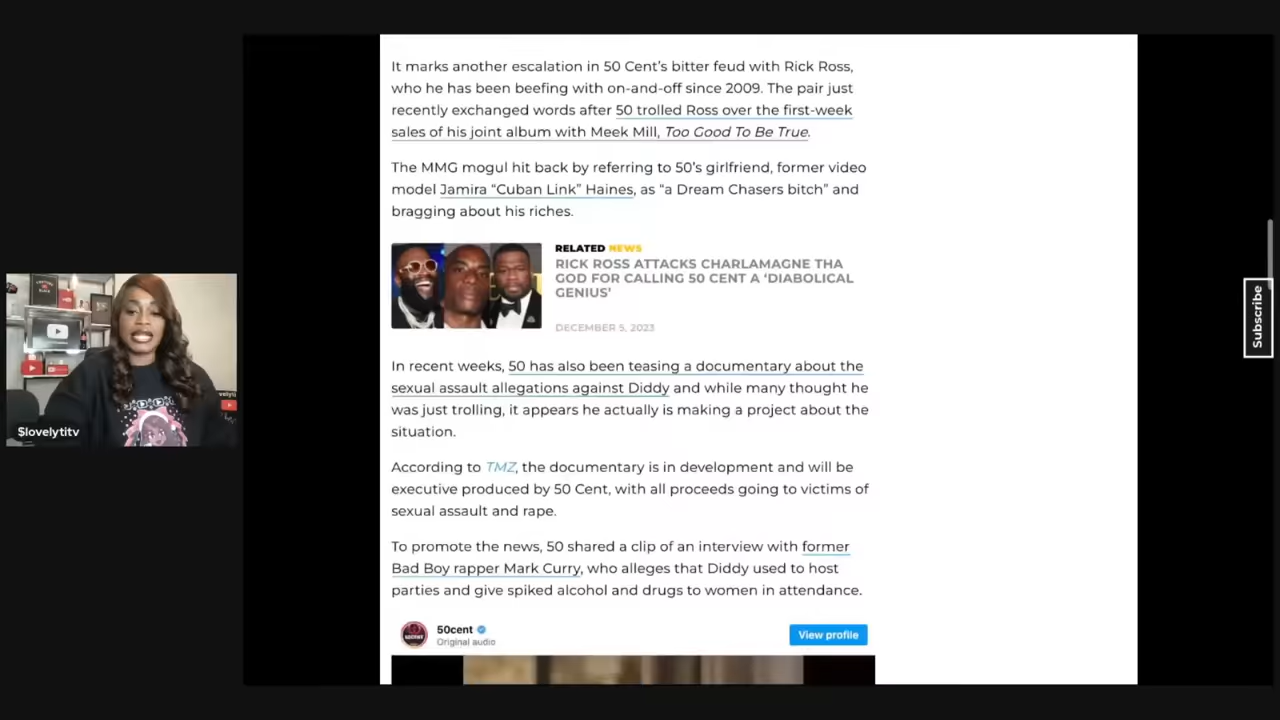 It marks another escalation in 50 Cent's bitter feud with Rick Ross,
who he has been beefing with on-and-off since 2009. The pair just
recently exchanged words after 50 trolled Ross over the first-week
sales of his joint album with Meek Mill, Too Good To Be True.
The MMG mogul hit back by referring to 50's girlfriend, former video
model Jamira “Cuban Link” Haines, as “a Dream Chasers bitch” and
bragging about his riches.
RELATED NEWS
RICK ROSS ATTACKS CHARLAMAGNE THA
GOD FOR CALLING 50 CENT A ‘DIABOLICAL
GENIUS’
DECEMBER 5, 2023
In recent weeks, 50 has also been teasing a documentary about the
sexual assault allegations against Diddy and while many thought he
was just trolling, it appears he actually is making a project about the
situation.
According to TMZ, the documentary is in development and will be
executive produced by 50 Cent, with all proceeds going to victims of
sexual assault and rape.
To promote the news, 50 shared a clip of an interview with former
Bad Boy rapper Mark Curry, who alleges that Diddy used to host
parties and give spiked alcohol and drugs to women in attendance.
50cent
Original audio
View profile
$lovelytitv
Subscribe